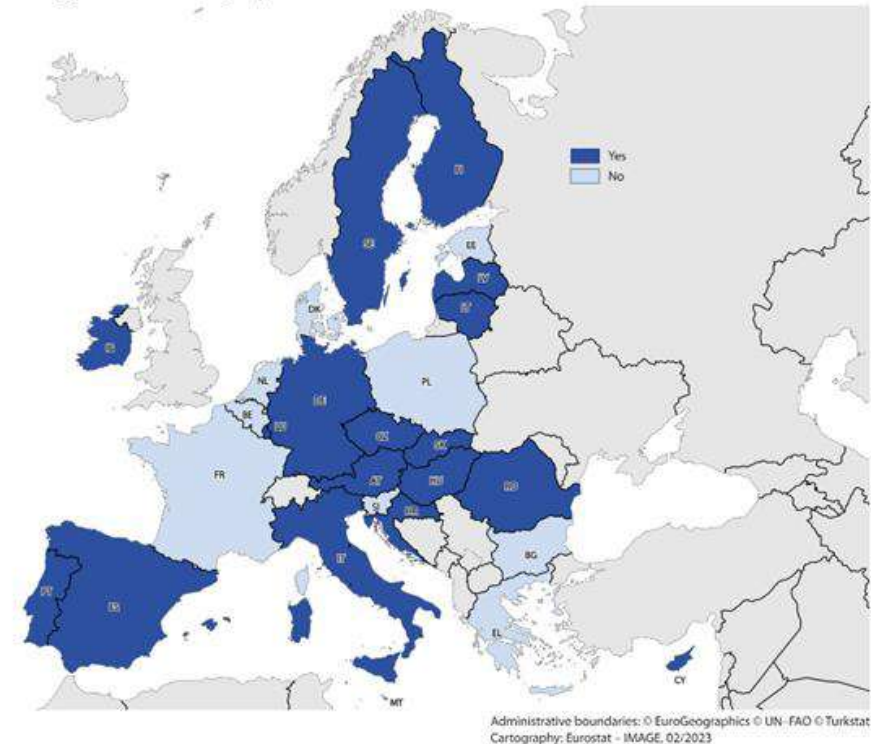 Yes
No
FI
SE
EE
LV
LT
DK
IE
NL
PL
BE
DE
LU
CZ
SK
FR
AT
HU
RO
SI
HR
BG
IT
PT
ES
EL
CY
MT
Administrative boundaries: © EuroGeographics © UN-FAO © Turkstat
Cartography: Eurostat – IMAGE, 02/2023